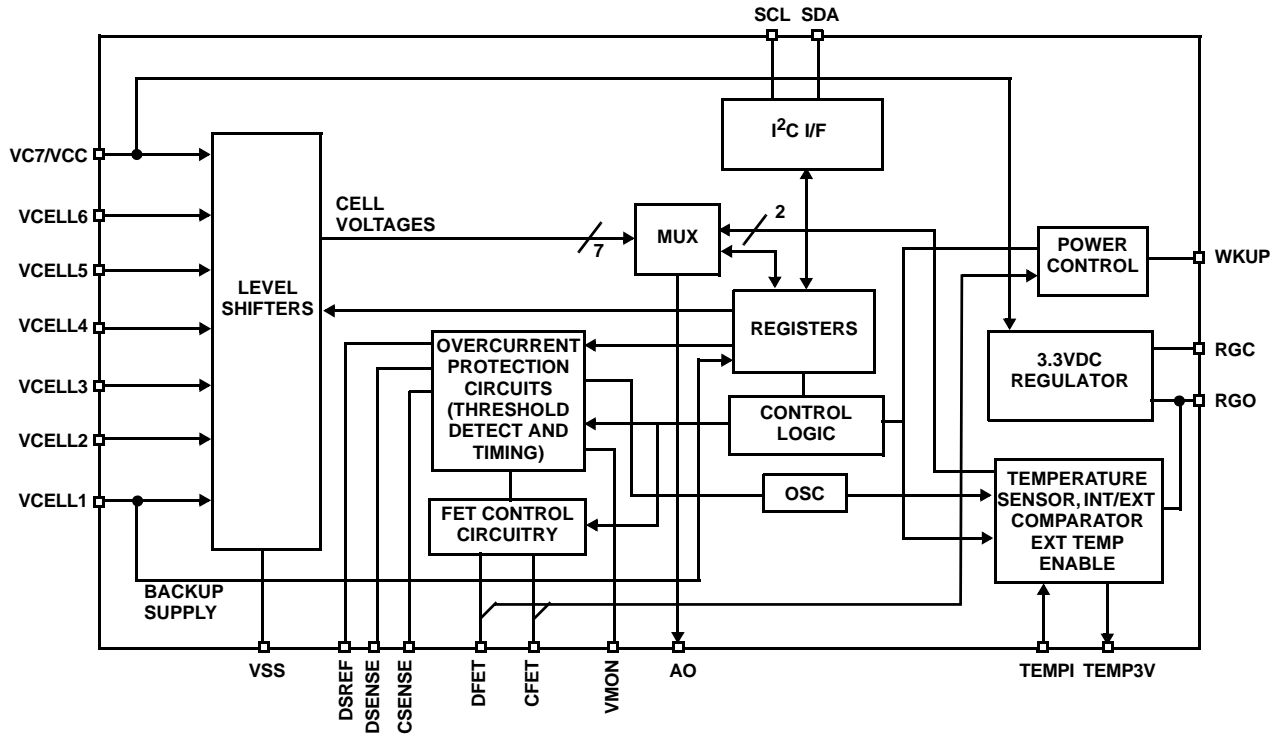 SCL SDA
I2C I/F
VC7/VCC
VCELL6
VCELL5
VCELL4
VCELL3
VCELL2
VCELL1
LEVEL
SHIFTERS
CELL
VOLTAGES
7
MUX
2
POWER
CONTROL
WKUP
REGISTERS
3.3VDC
REGULATOR
RGC
RGO
OVERCURRENT
PROTECTION
CIRCUITS
(THRESHOLD
DETECT AND
TIMING)
CONTROL
LOGIC
OSC
TEMPERATURE
SENSOR, INT/EXT
COMPARATOR
EXT TEMP
ENABLE
FET CONTROL
CIRCUITRY
BACKUP
SUPPLY
VSS
DSREF
DSENSE
CSENSE
DFET
CFET
VMON
AO
TEMPI TEMP3V